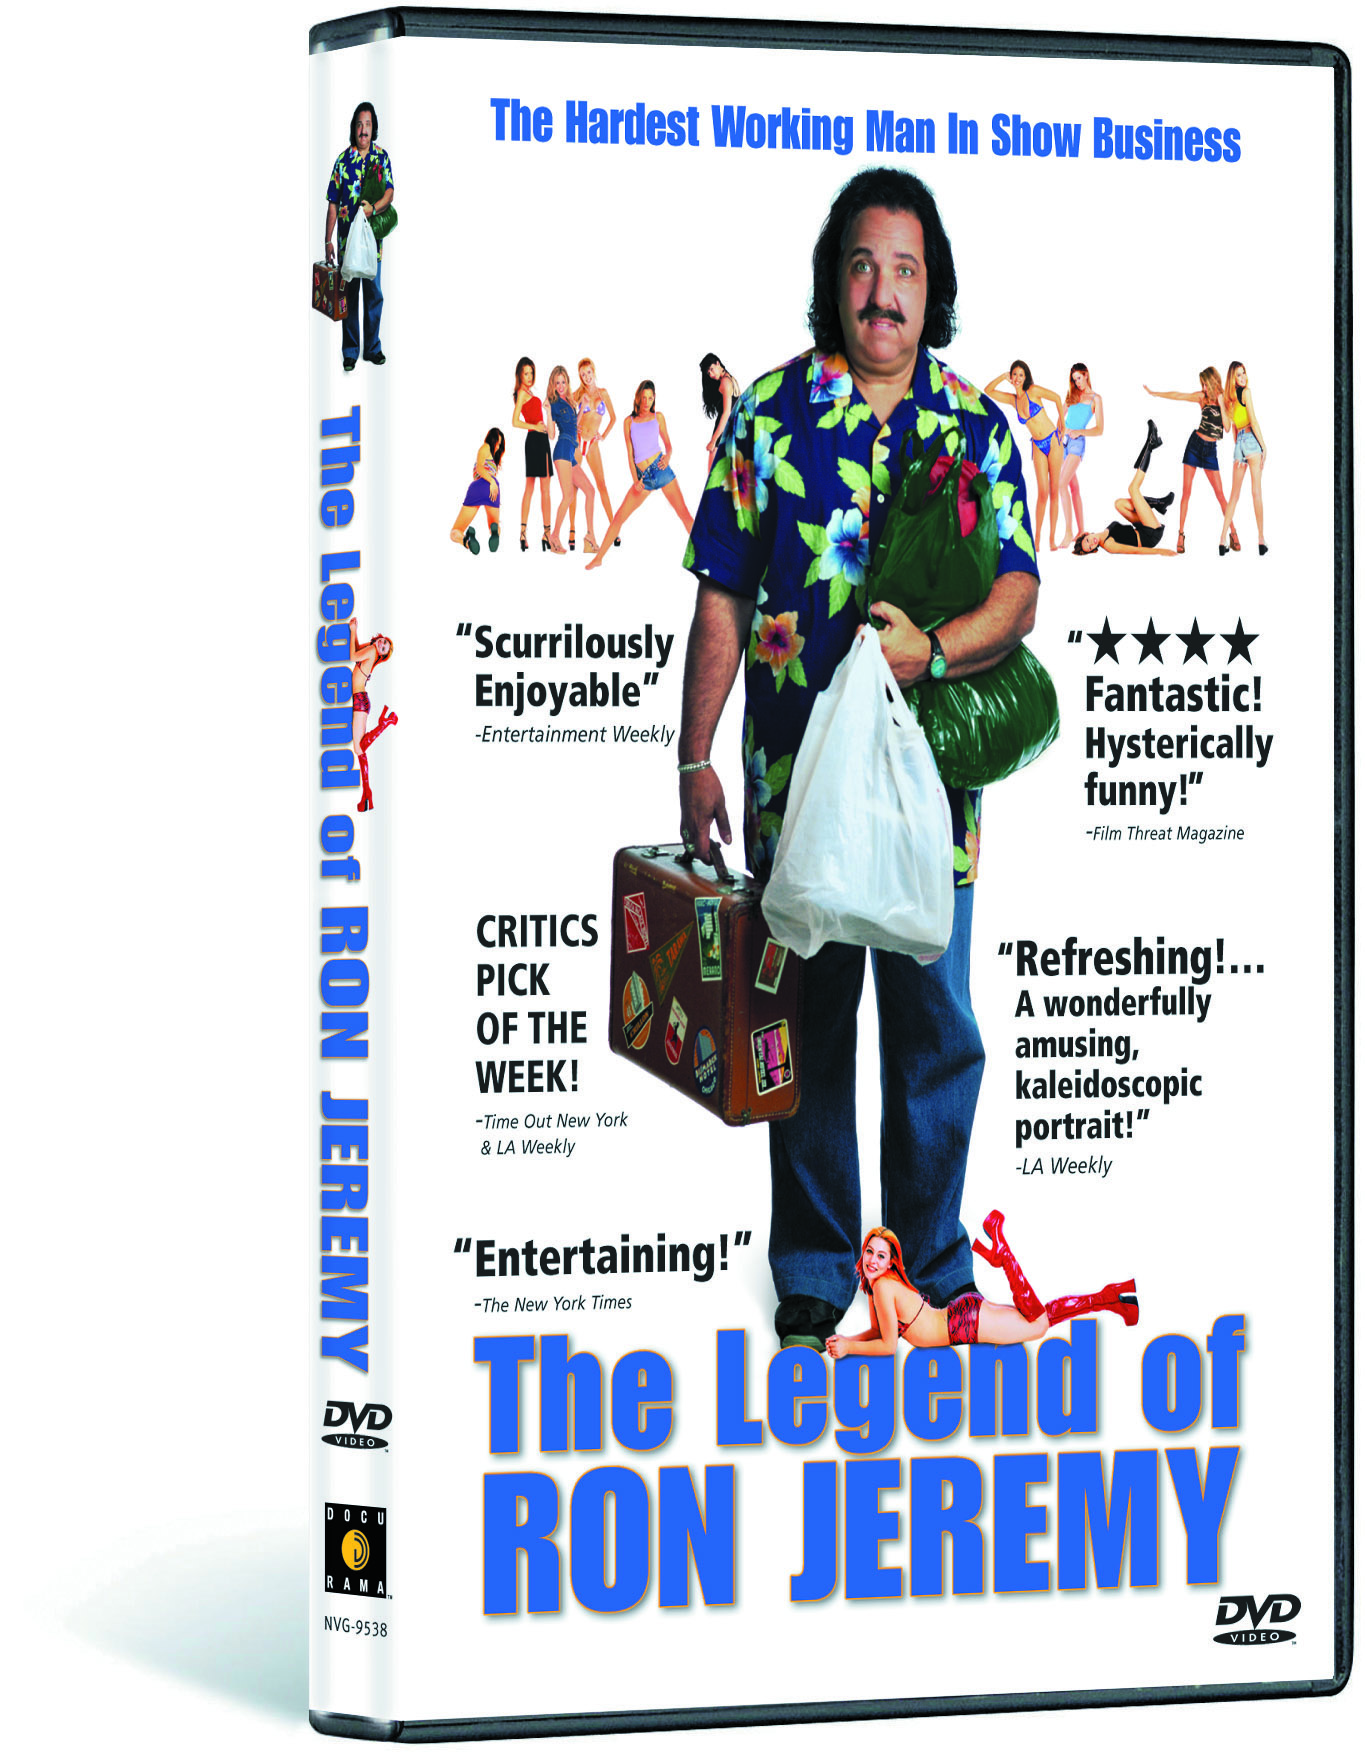 The Hardest Working Man In Show Business
"Scurrilously
Enjoyable"
-Entertainment Weekly
"★★★★
Fantastic!
Hysterically
funny!"
-Film Threat Magazine
CRITICS
PICK
OF THE
WEEK!
-Time Out New York
& LA Weekly
"Refreshing!...
A wonderfully
amusing,
kaleidoscopic
portrait!"
-LA Weekly
"Entertaining!"
-The New York Times
The Legend of
RON JEREMY
DVD
VIDEO
The Legend of RON JEREMY
DVD
VIDEO
DOCU
RAMA™
NVG-9538